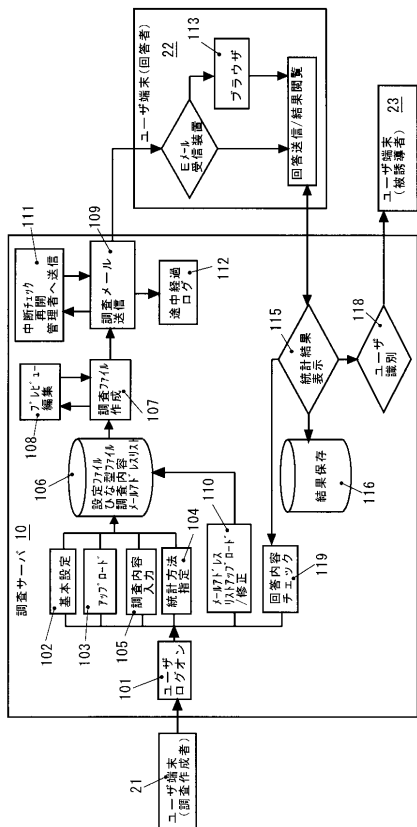 調査サーバ 10
ユーザ端末
(調査作成者)
21
ユーザ
ログオン
101
基本設定
102
アップロード
103
調査内容
入力
105
統計方法
指定
104
メールアドレス
リストアップロード
/修正
110
回答内容
チェック
119
設定ファイル
ひな型ファイル
調査内容
メールアドレスリスト
106
プレビュー
編集
108
調査ファイル
作成
107
中断チェック
再開
管理者へ送信
111
調査メール
送信
109
途中経過
ログ
112
統計結果
表示
115
結果保存
116
ユーザ
識別
118
ユーザ端末(回答者)
22
Eメール
受信装置
ブラウザ
113
回答送信/結果閲覧
ユーザ端末
(被誘導者)
23